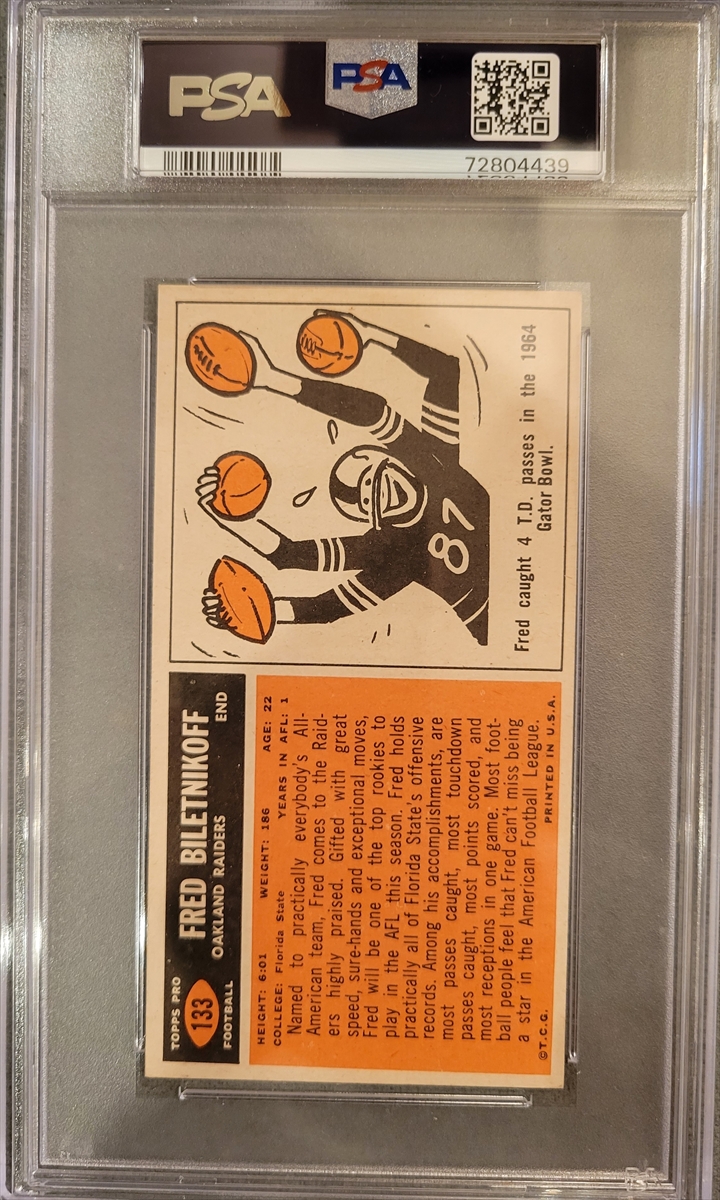 PSA
PSA
72804439
TOPPS PRO
133
FOOTBALL
FRED BILETNIKOFF
OAKLAND RAIDERS END
HEIGHT: 6:01 WEIGHT: 186 AGE: 22
COLLEGE: Florida State YEARS IN AFL: 1
Named to practically everybody's All-
American team, Fred comes to the Raid-
ers highly praised. Gifted with great
speed, sure-hands and exceptional moves,
Fred will be one of the top rookies to
play in the AFL this season. Fred holds
practically all of Florida State's offensive
records. Among his accomplishments, are
most passes caught, most touchdown
passes caught, most points scored, and
most receptions in one game. Most foot-
ball people feel that Fred can't miss being
a star in the American Football League.
©T.C.G. PRINTED IN U.S.A.
87
Fred caught 4 T.D. passes in the 1964
Gator Bowl.